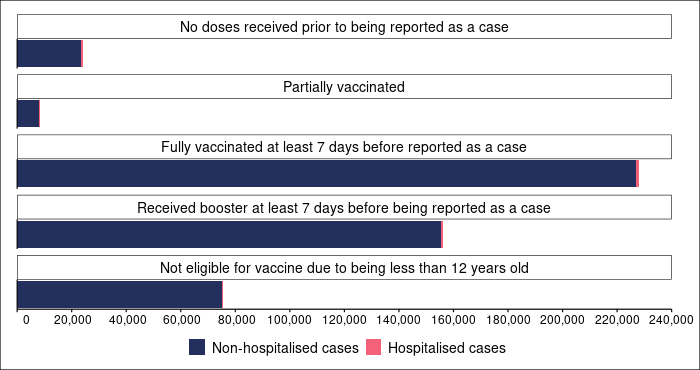 No doses received prior to being reported as a case
Partially vaccinated
Fully vaccinated at least 7 days before reported as a case
Received booster at least 7 days before being reported as a case
Not eligible for vaccine due to being less than 12 years old
0 20,000 40,000 60,000 80,000 100,000 120,000 140,000 160,000 180,000 200,000 220,000 240,000
Non-hospitalised cases Hospitalised cases